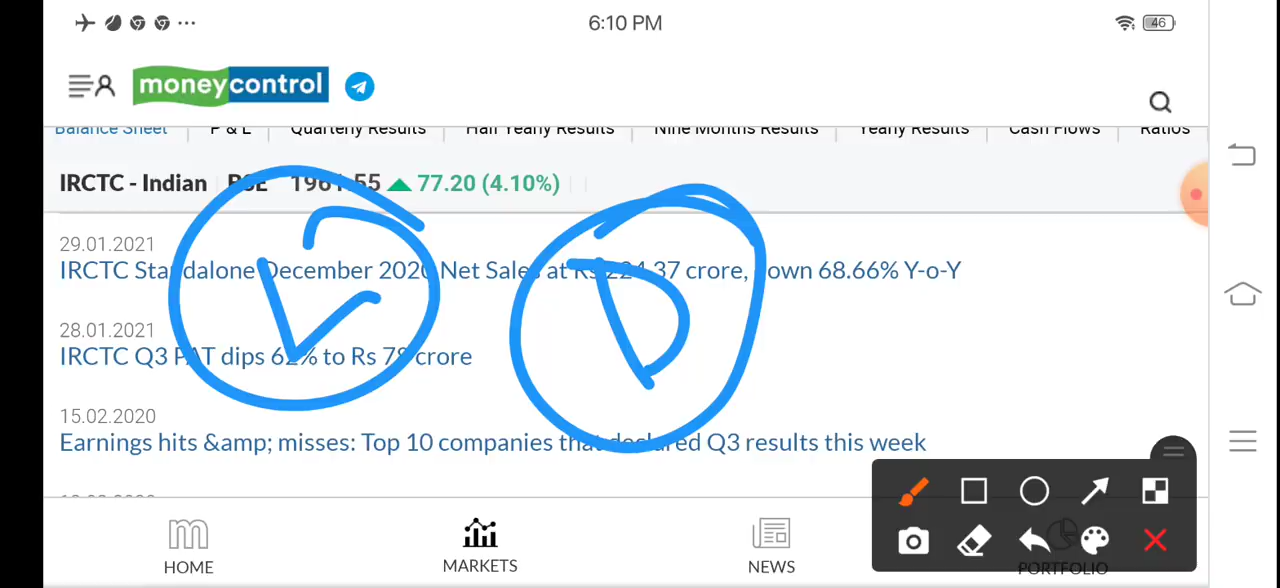 6:10 PM
46
moneycontrol
Balance Sheet P & L Quarterly Results Half Yearly Results Nine Months Results Yearly Results Cash Flows Ratios
IRCTC - Indian BSE 1961.55 77.20 (4.10%)
29.01.2021
IRCTC Standalone December 2020 Net Sales at Rs 224.37 crore, down 68.66% Y-o-Y
28.01.2021
IRCTC Q3 PAT dips 62% to Rs 78 crore
15.02.2020
Earnings hits &amp; misses: Top 10 companies that declared Q3 results this week
L D
HOME MARKETS NEWS PORTFOLIO